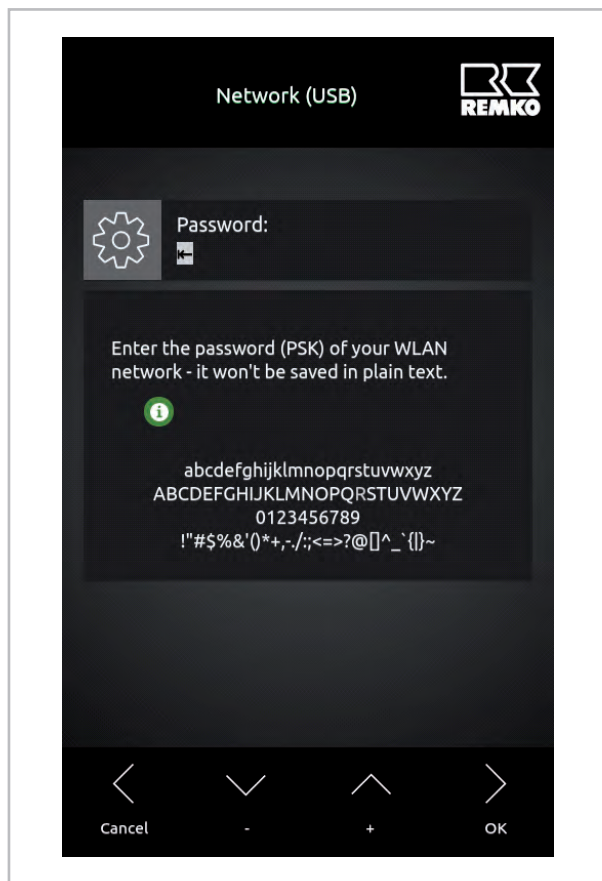 Network (USB)
REMKO
Password:
Enter the password (PSK) of your WLAN
network - it won't be saved in plain text.
abcdefghijklmnopqrstuvwxyz
ABCDEFGHIJKLMNOPQRSTUVWXYZ
0123456789
!"#$%&'()*+,-./:;<=>?@[]^_`{|}~
Cancel - + OK